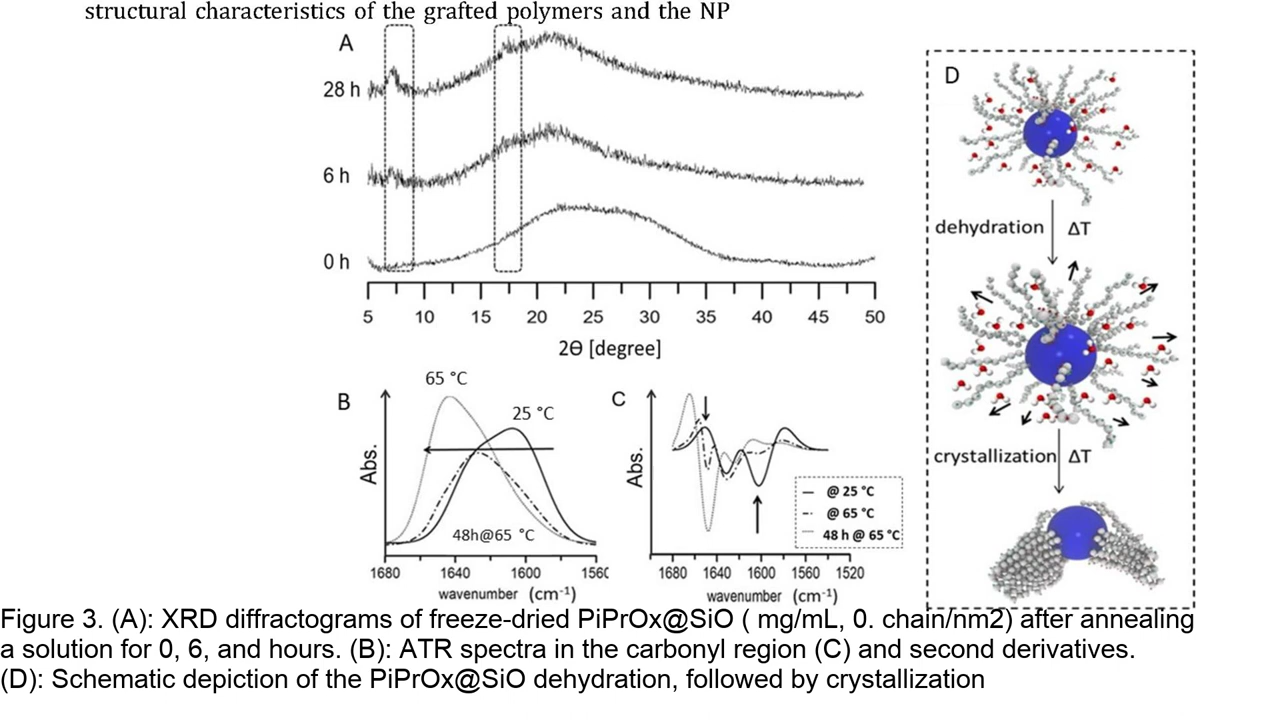 structural characteristics of the grafted polymers and the NP
A
28 h
6 h
0 h
5 10 15 20 25 30 35 40 45 50
2Θ [degree]
B
65 °C
25 °C
Abs.
48h@65 °C
1680 1640 1600 1560
wavenumber (cm-1)
C
Abs.
@ 25 °C
@ 65 °C
48 h @ 65 °C
1680 1640 1600 1560 1520
wavenumber (cm-1)
D
dehydration ΔT
crystallization ΔT
Figure 3. (A): XRD diffractograms of freeze-dried PiPrOx@SiO ( mg/mL, 0. chain/nm2) after annealing
a solution for 0, 6, and hours. (B): ATR spectra in the carbonyl region (C) and second derivatives.
(D): Schematic depiction of the PiPrOx@SiO dehydration, followed by crystallization